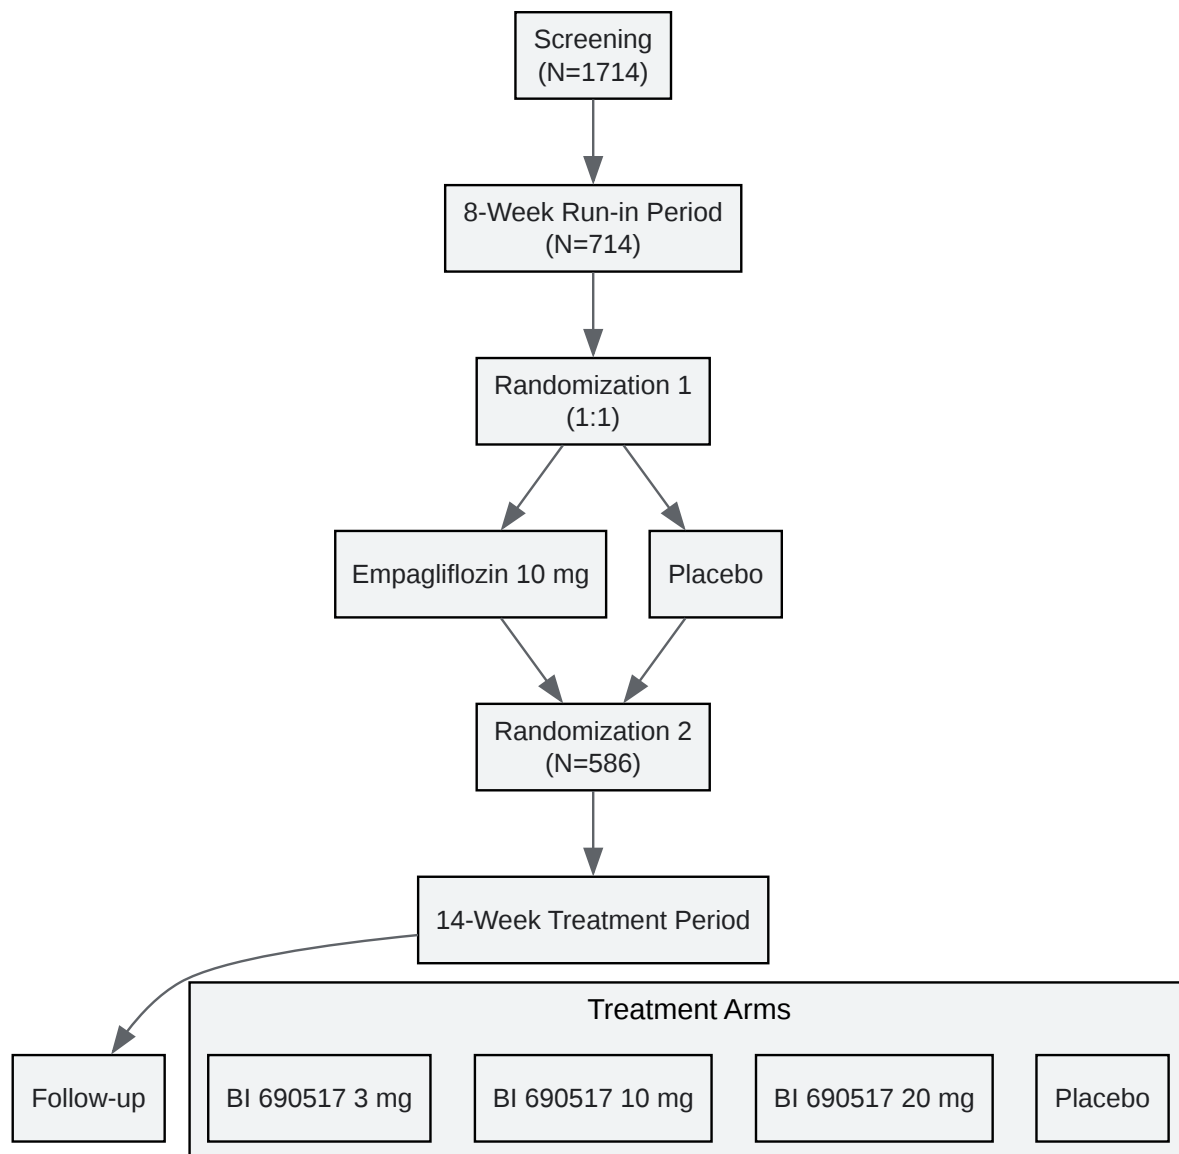 Screening
(N=1714)
8-Week Run-in Period
(N=714)
Randomization 1
(1:1)
Empagliflozin 10 mg
Placebo
Randomization 2
(N=586)
14-Week Treatment Period
Treatment Arms
Follow-up
BI 690517 3 mg
BI 690517 10 mg
BI 690517 20 mg
Placebo